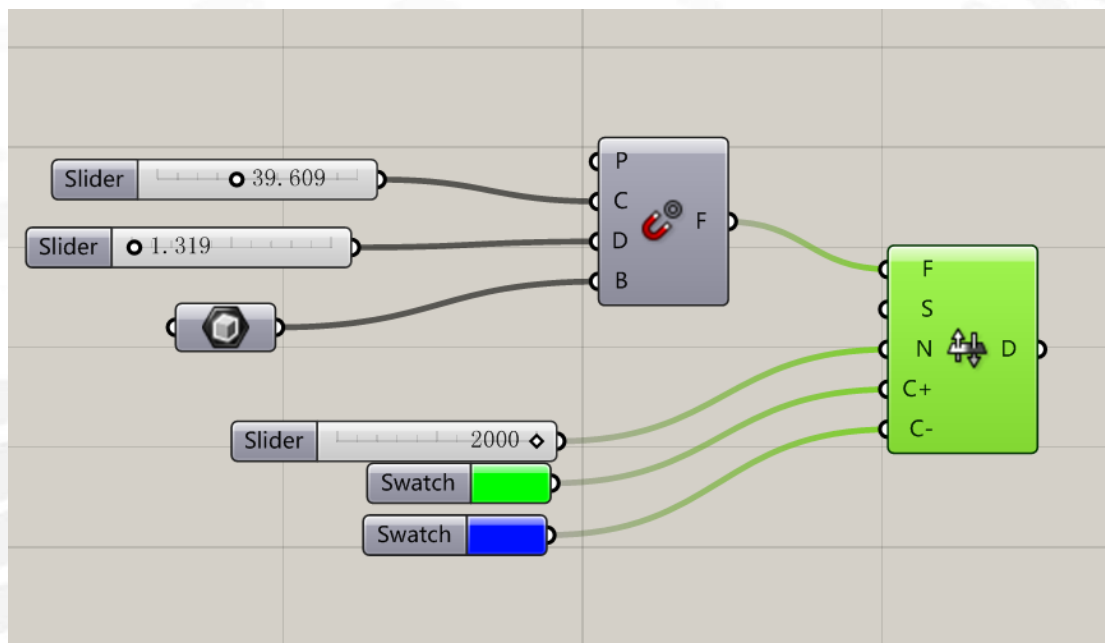 P
Slider 39.609
C
F
Slider 1.319
D
B
F
S
N
D
C+
C-
Slider 2000
Swatch
Swatch